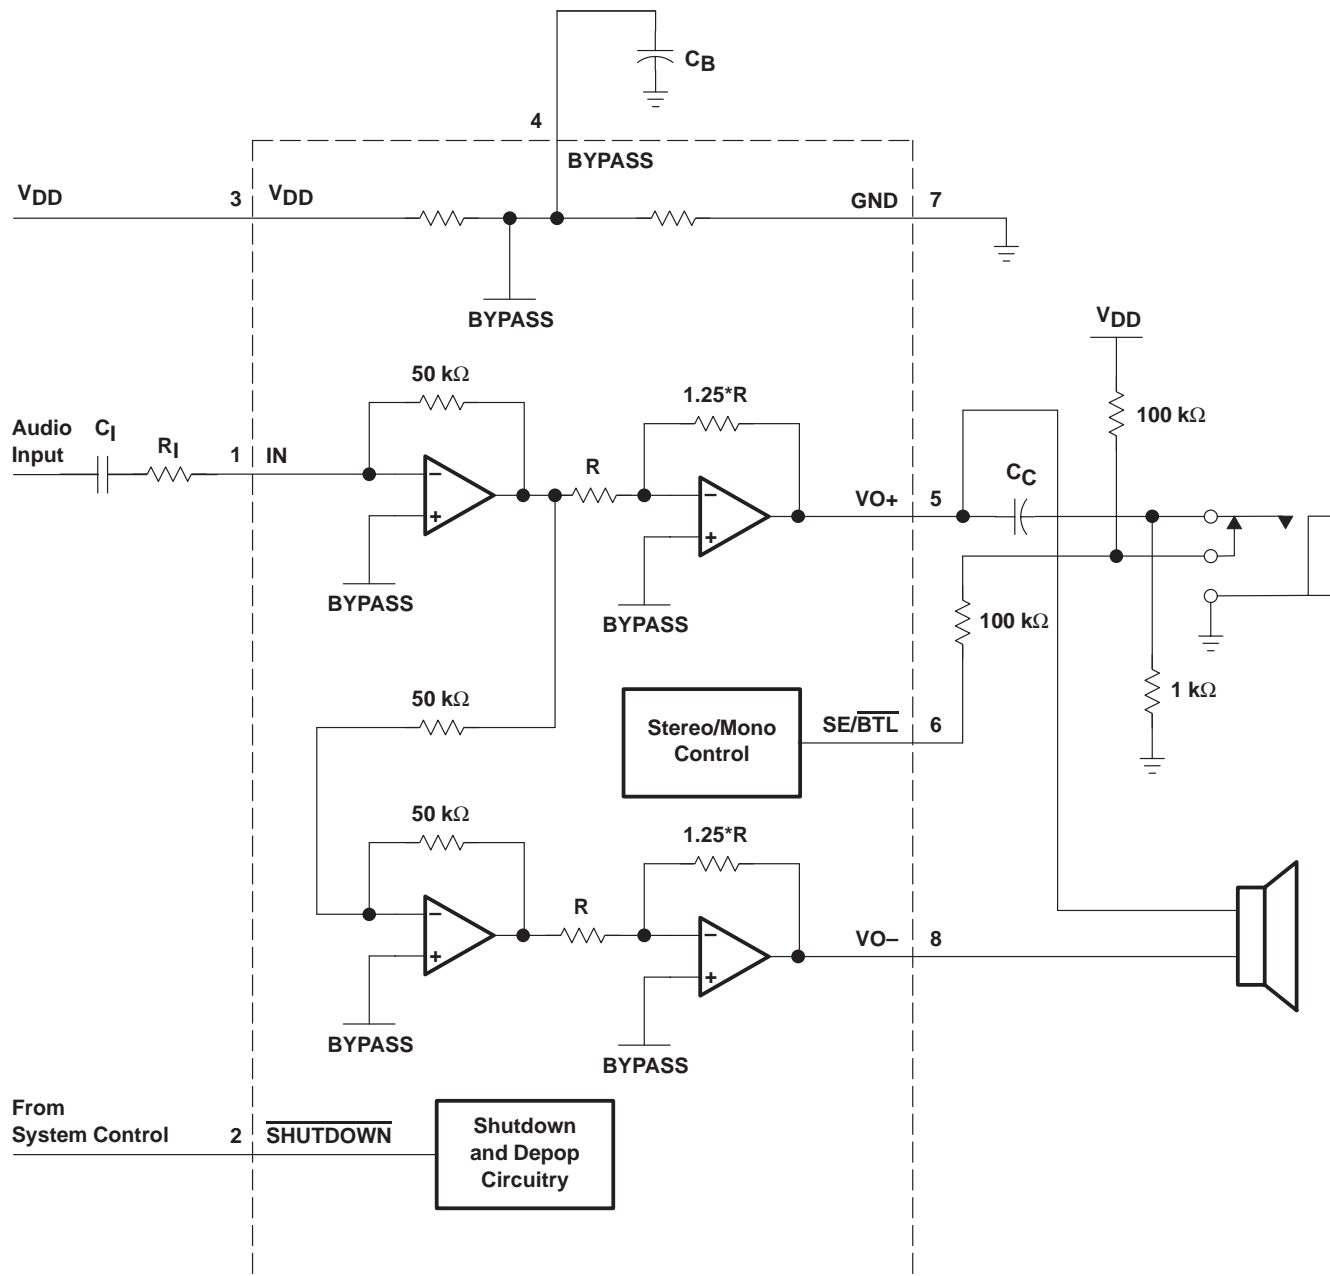 C_B
4
BYPASS
V_DD
3
V_DD
GND
7
BYPASS
V_DD
50 kΩ
1.25*R
100 kΩ
Audio
Input
C_I
R_I
1
IN
−
+
R
−
+
VO+
5
C_C
BYPASS
BYPASS
100 kΩ
1 kΩ
50 kΩ
Stereo/Mono
Control
SE/B̅T̅L̅
6
50 kΩ
1.25*R
−
+
R
−
+
VO−
8
BYPASS
BYPASS
From
System Control
2
S̅H̅U̅T̅D̅O̅W̅N̅
Shutdown
and Depop
Circuitry